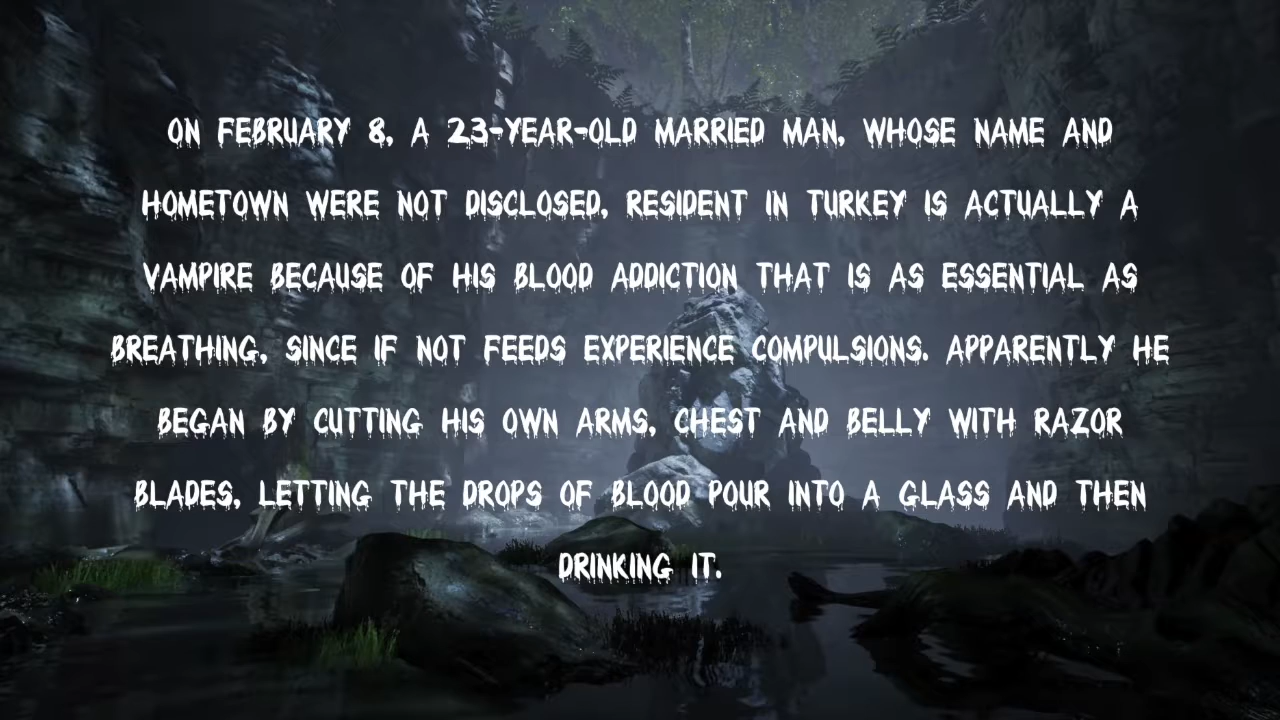 ON FEBRUARY 8, A 23-YEAR-OLD MARRIED MAN, WHOSE NAME AND
HOMETOWN WERE NOT DISCLOSED, RESIDENT IN TURKEY IS ACTUALLY A
VAMPIRE BECAUSE OF HIS BLOOD ADDICTION THAT IS AS ESSENTIAL AS
BREATHING, SINCE IF NOT FEEDS EXPERIENCE COMPULSIONS. APPARENTLY HE
BEGAN BY CUTTING HIS OWN ARMS, CHEST AND BELLY WITH RAZOR
BLADES, LETTING THE DROPS OF BLOOD POUR INTO A GLASS AND THEN
DRINKING IT.